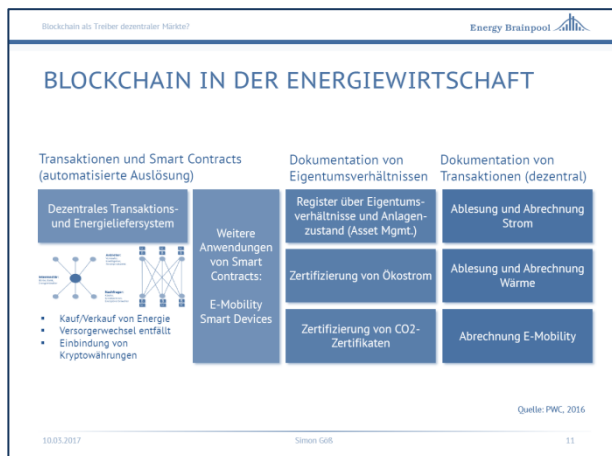 Blockchain als Treiber dezentraler Märkte?
Energy Brainpool
BLOCKCHAIN IN DER ENERGIEWIRTSCHAFT
Transaktionen und Smart Contracts
(automatisierte Auslösung)
Dezentrales Transaktions-
und Energieliefersystem
Kauf/Verkauf von Energie
Versorgerwechsel entfällt
Einbindung von
Kryptowährungen
Weitere
Anwendungen
von Smart
Contracts:
E-Mobility
Smart Devices
Dokumentation von
Eigentumsverhältnissen
Register über Eigentums-
verhältnisse und Anlagen-
zustand (Asset Mgmt.)
Zertifizierung von Ökostrom
Zertifizierung von CO2-
Zertifikaten
Dokumentation von
Transaktionen (dezentral)
Ablesung und Abrechnung
Strom
Ablesung und Abrechnung
Wärme
Abrechnung E-Mobility
Quelle: PWC, 2016
10.03.2017
Simon Göß
11